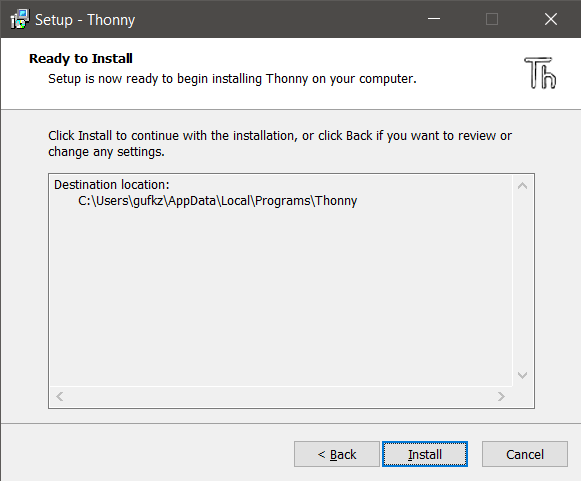 Setup - Thonny
Ready to Install
Setup is now ready to begin installing Thonny on your computer.
Th
Click Install to continue with the installation, or click Back if you want to review or
change any settings.
Destination location:
C:\Users\gufkz\AppData\Local\Programs\Thonny
< Back
Install
Cancel